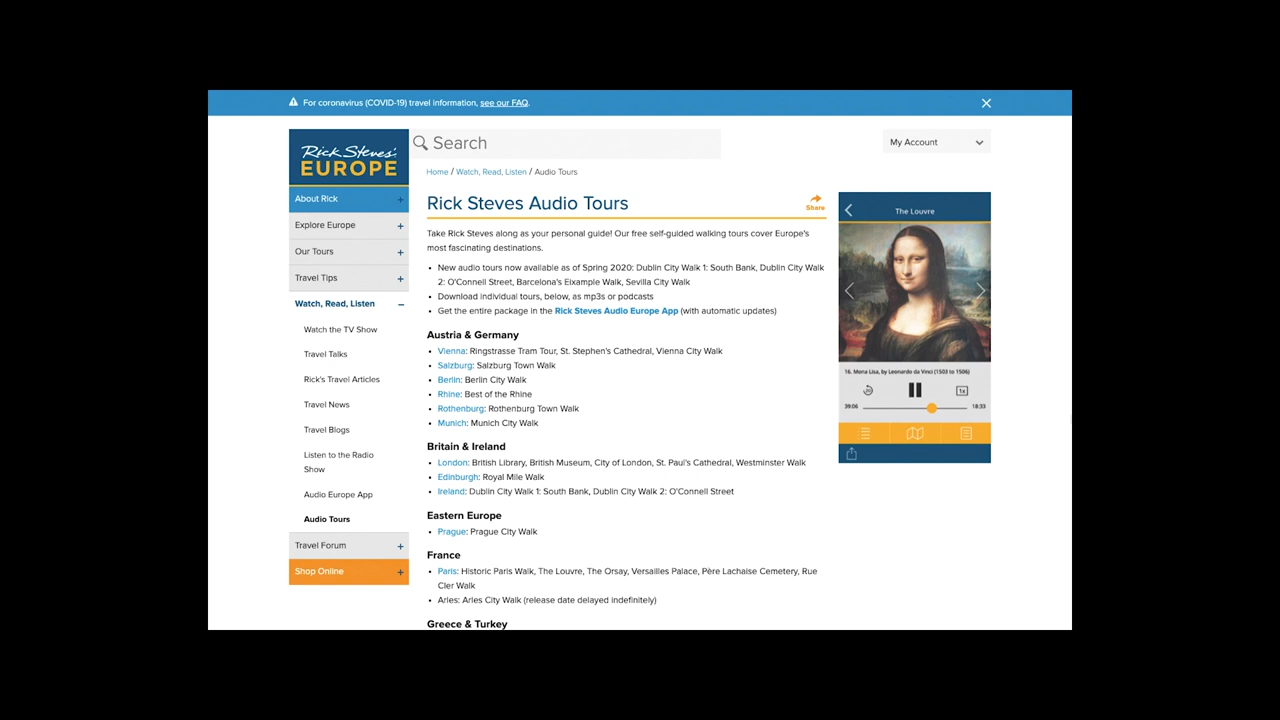 For coronavirus (COVID-19) travel information, see our FAQ.
Rick Steves'
EUROPE
Search
My Account
Home / Watch, Read, Listen / Audio Tours
About Rick +
Explore Europe +
Our Tours +
Travel Tips +
Watch, Read, Listen –
Watch the TV Show
Travel Talks
Rick's Travel Articles
Travel News
Travel Blogs
Listen to the Radio
Show
Audio Europe App
Audio Tours
Travel Forum +
Shop Online +
Rick Steves Audio Tours
Share
Take Rick Steves along as your personal guide! Our free self-guided walking tours cover Europe's
most fascinating destinations.
• New audio tours now available as of Spring 2020: Dublin City Walk 1: South Bank, Dublin City Walk
2: O'Connell Street, Barcelona's Eixample Walk, Sevilla City Walk
• Download individual tours, below, as mp3s or podcasts
• Get the entire package in the Rick Steves Audio Europe App (with automatic updates)
Austria & Germany
• Vienna: Ringstrasse Tram Tour, St. Stephen's Cathedral, Vienna City Walk
• Salzburg: Salzburg Town Walk
• Berlin: Berlin City Walk
• Rhine: Best of the Rhine
• Rothenburg: Rothenburg Town Walk
• Munich: Munich City Walk
Britain & Ireland
• London: British Library, British Museum, City of London, St. Paul's Cathedral, Westminster Walk
• Edinburgh: Royal Mile Walk
• Ireland: Dublin City Walk 1: South Bank, Dublin City Walk 2: O'Connell Street
Eastern Europe
• Prague: Prague City Walk
France
• Paris: Historic Paris Walk, The Louvre, The Orsay, Versailles Palace, Père Lachaise Cemetery, Rue
Cler Walk
• Arles: Arles City Walk (release date delayed indefinitely)
Greece & Turkey
The Louvre
16. Mona Lisa, by Leonardo da Vinci (1503 to 1506)
1x
39:06
18:33